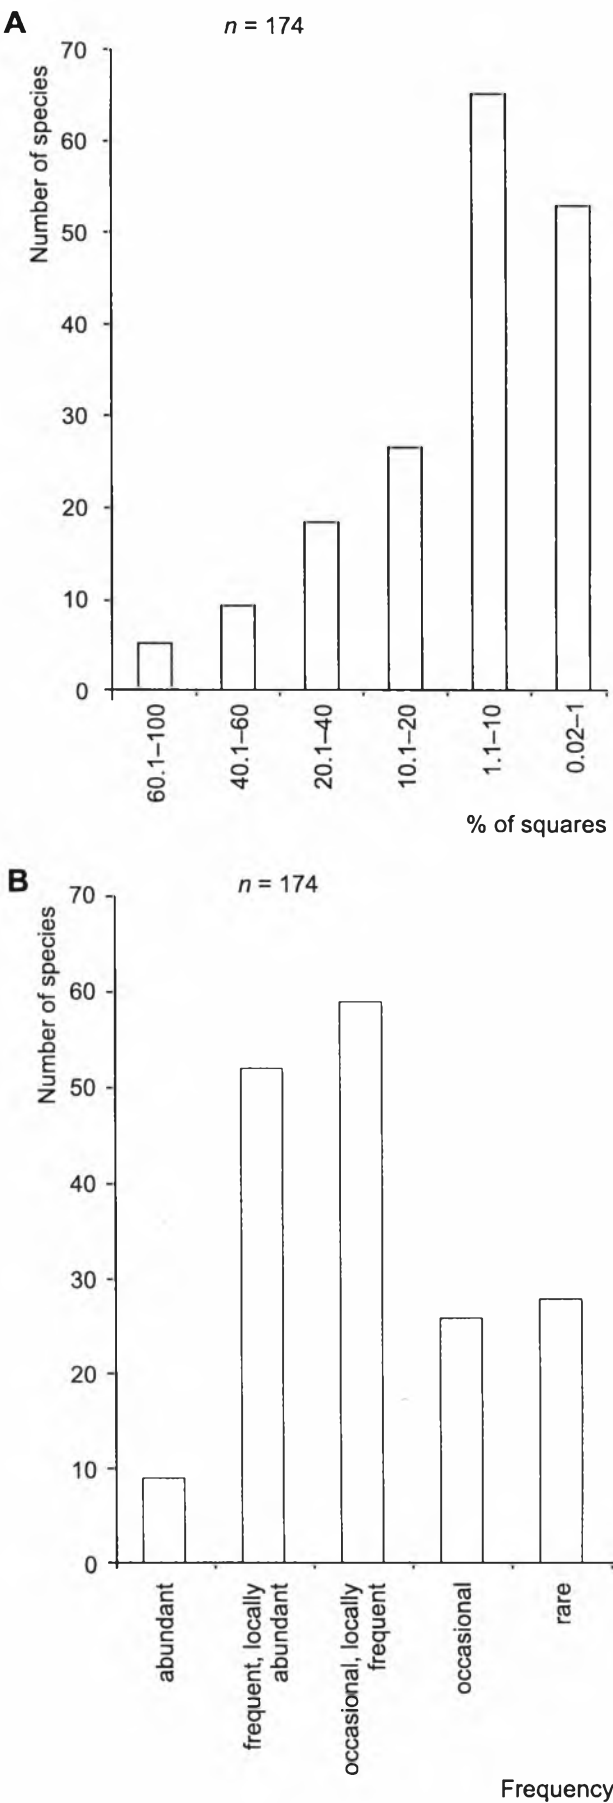 A
n = 174
Number of species
70
60
50
40
30
20
10
0
60.1–100
40.1–60
20.1–40
10.1–20
1.1–10
0.02–1
% of squares
B
n = 174
Number of species
70
60
50
40
30
20
10
0
abundant
frequent, locally
abundant
occasional, locally
frequent
occasional
rare
Frequency